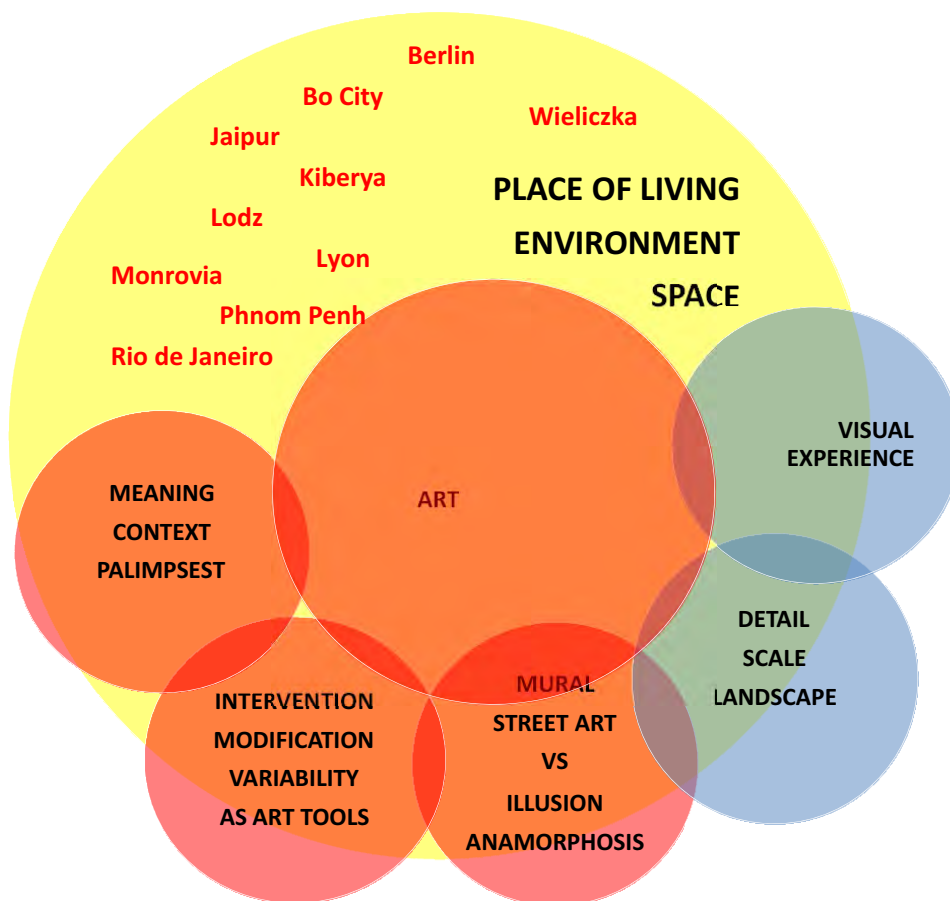 Berlin
Bo City
Wieliczka
Jaipur
Kiberya
PLACE OF LIVING
ENVIRONMENT
SPACE
Lodz
Lyon
Monrovia
Phnom Penh
Rio de Janeiro
VISUAL
EXPERIENCE
MEANING
CONTEXT
PALIMPSEST
ART
DETAIL
SCALE
LANDSCAPE
INTERVENTION
MODIFICATION
VARIABILITY
AS ART TOOLS
MURAL
STREET ART
VS
ILLUSION
ANAMORPHOSIS